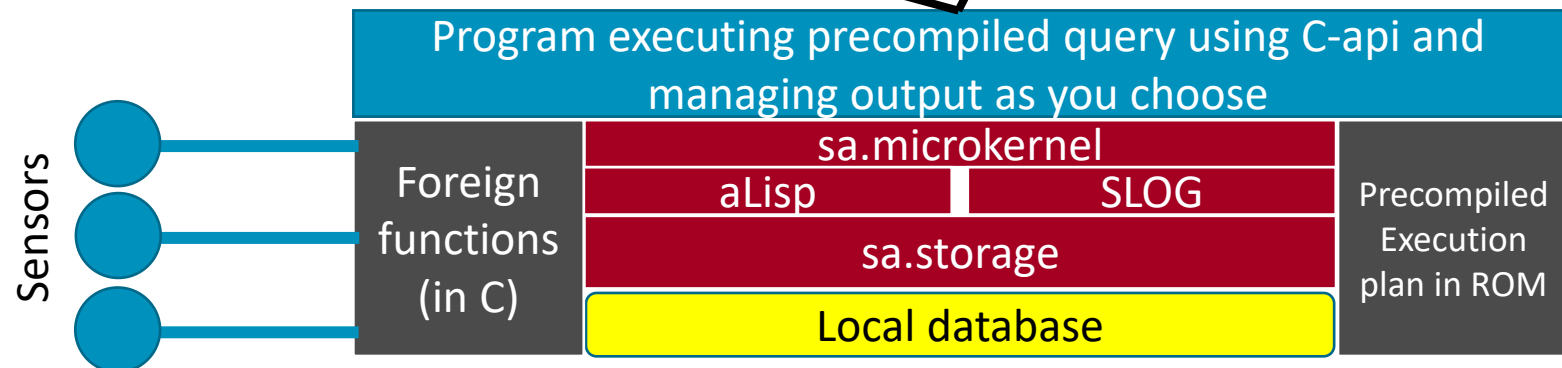 Program executing precompiled query using C-api and
managing output as you choose
Sensors
Foreign
functions
(in C)
sa.microkernel
aLisp
SLOG
sa.storage
Local database
Precompiled
Execution
plan in ROM